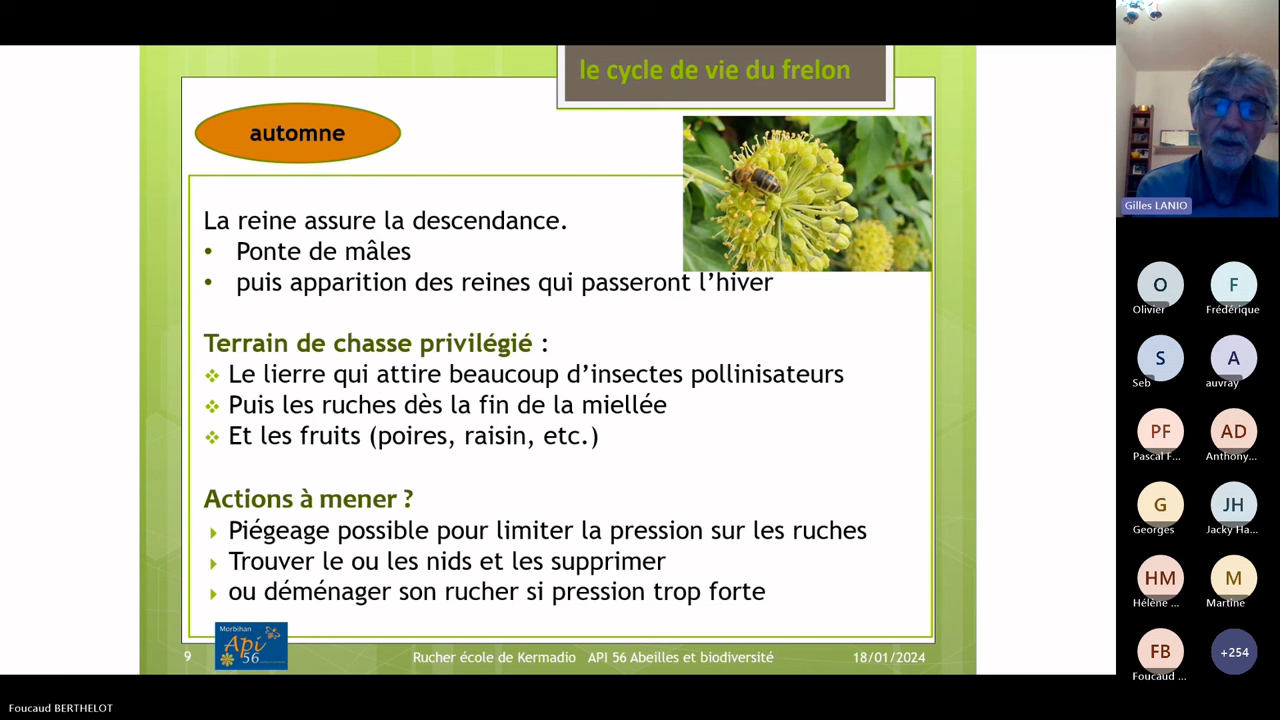 le cycle de vie du frelon
automne
La reine assure la descendance.
• Ponte de mâles
• puis apparition des reines qui passeront l’hiver
Terrain de chasse privilégié :
Le lierre qui attire beaucoup d’insectes pollinisateurs
Puis les ruches dès la fin de la miellée
Et les fruits (poires, raisin, etc.)
Actions à mener ?
Piégeage possible pour limiter la pression sur les ruches
Trouver le ou les nids et les supprimer
ou déménager son rucher si pression trop forte
Morbihan
Api
56
9
Rucher école de Kermadio API 56 Abeilles et biodiversité
18/01/2024
Gilles LANIO
O
Olivier
F
Frédérique
S
Seb
A
auvray
PF
Pascal F...
AD
Anthony...
G
Georges
JH
Jacky Ha...
HM
Hélène ...
M
Martine
FB
Foucaud ...
+254
Foucaud BERTHELOT